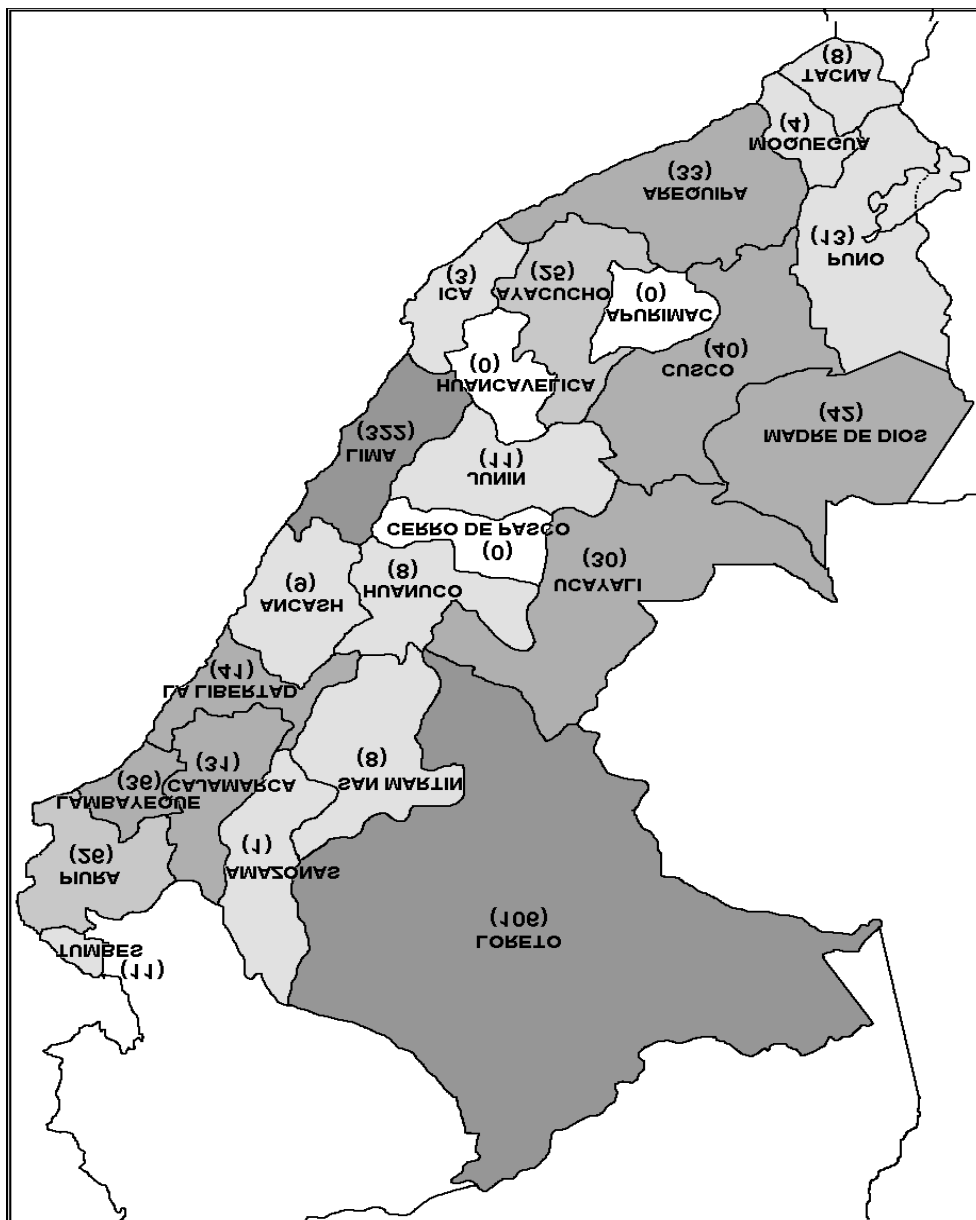 (8)
TACNA
(4)
MOQUEGUA
(33)
AREQUIPA
(13)
PUNO
(3)
ICA
(25)
AYACUCHO
(0)
APURIMAC
(40)
CUSCO
(0)
HUANCAVELICA
(42)
MADRE DE DIOS
(322)
LIMA
(11)
JUNIN
CERRO DE PASCO
(0)
(30)
UCAYALI
(9)
ANCASH
(8)
HUANUCO
(41)
LA LIBERTAD
(8)
SAN MARTIN
(31)
CAJAMARCA
(36)
LAMBAYEQUE
(1)
AMAZONAS
(26)
PIURA
(106)
LORETO
TUMBES
(11)